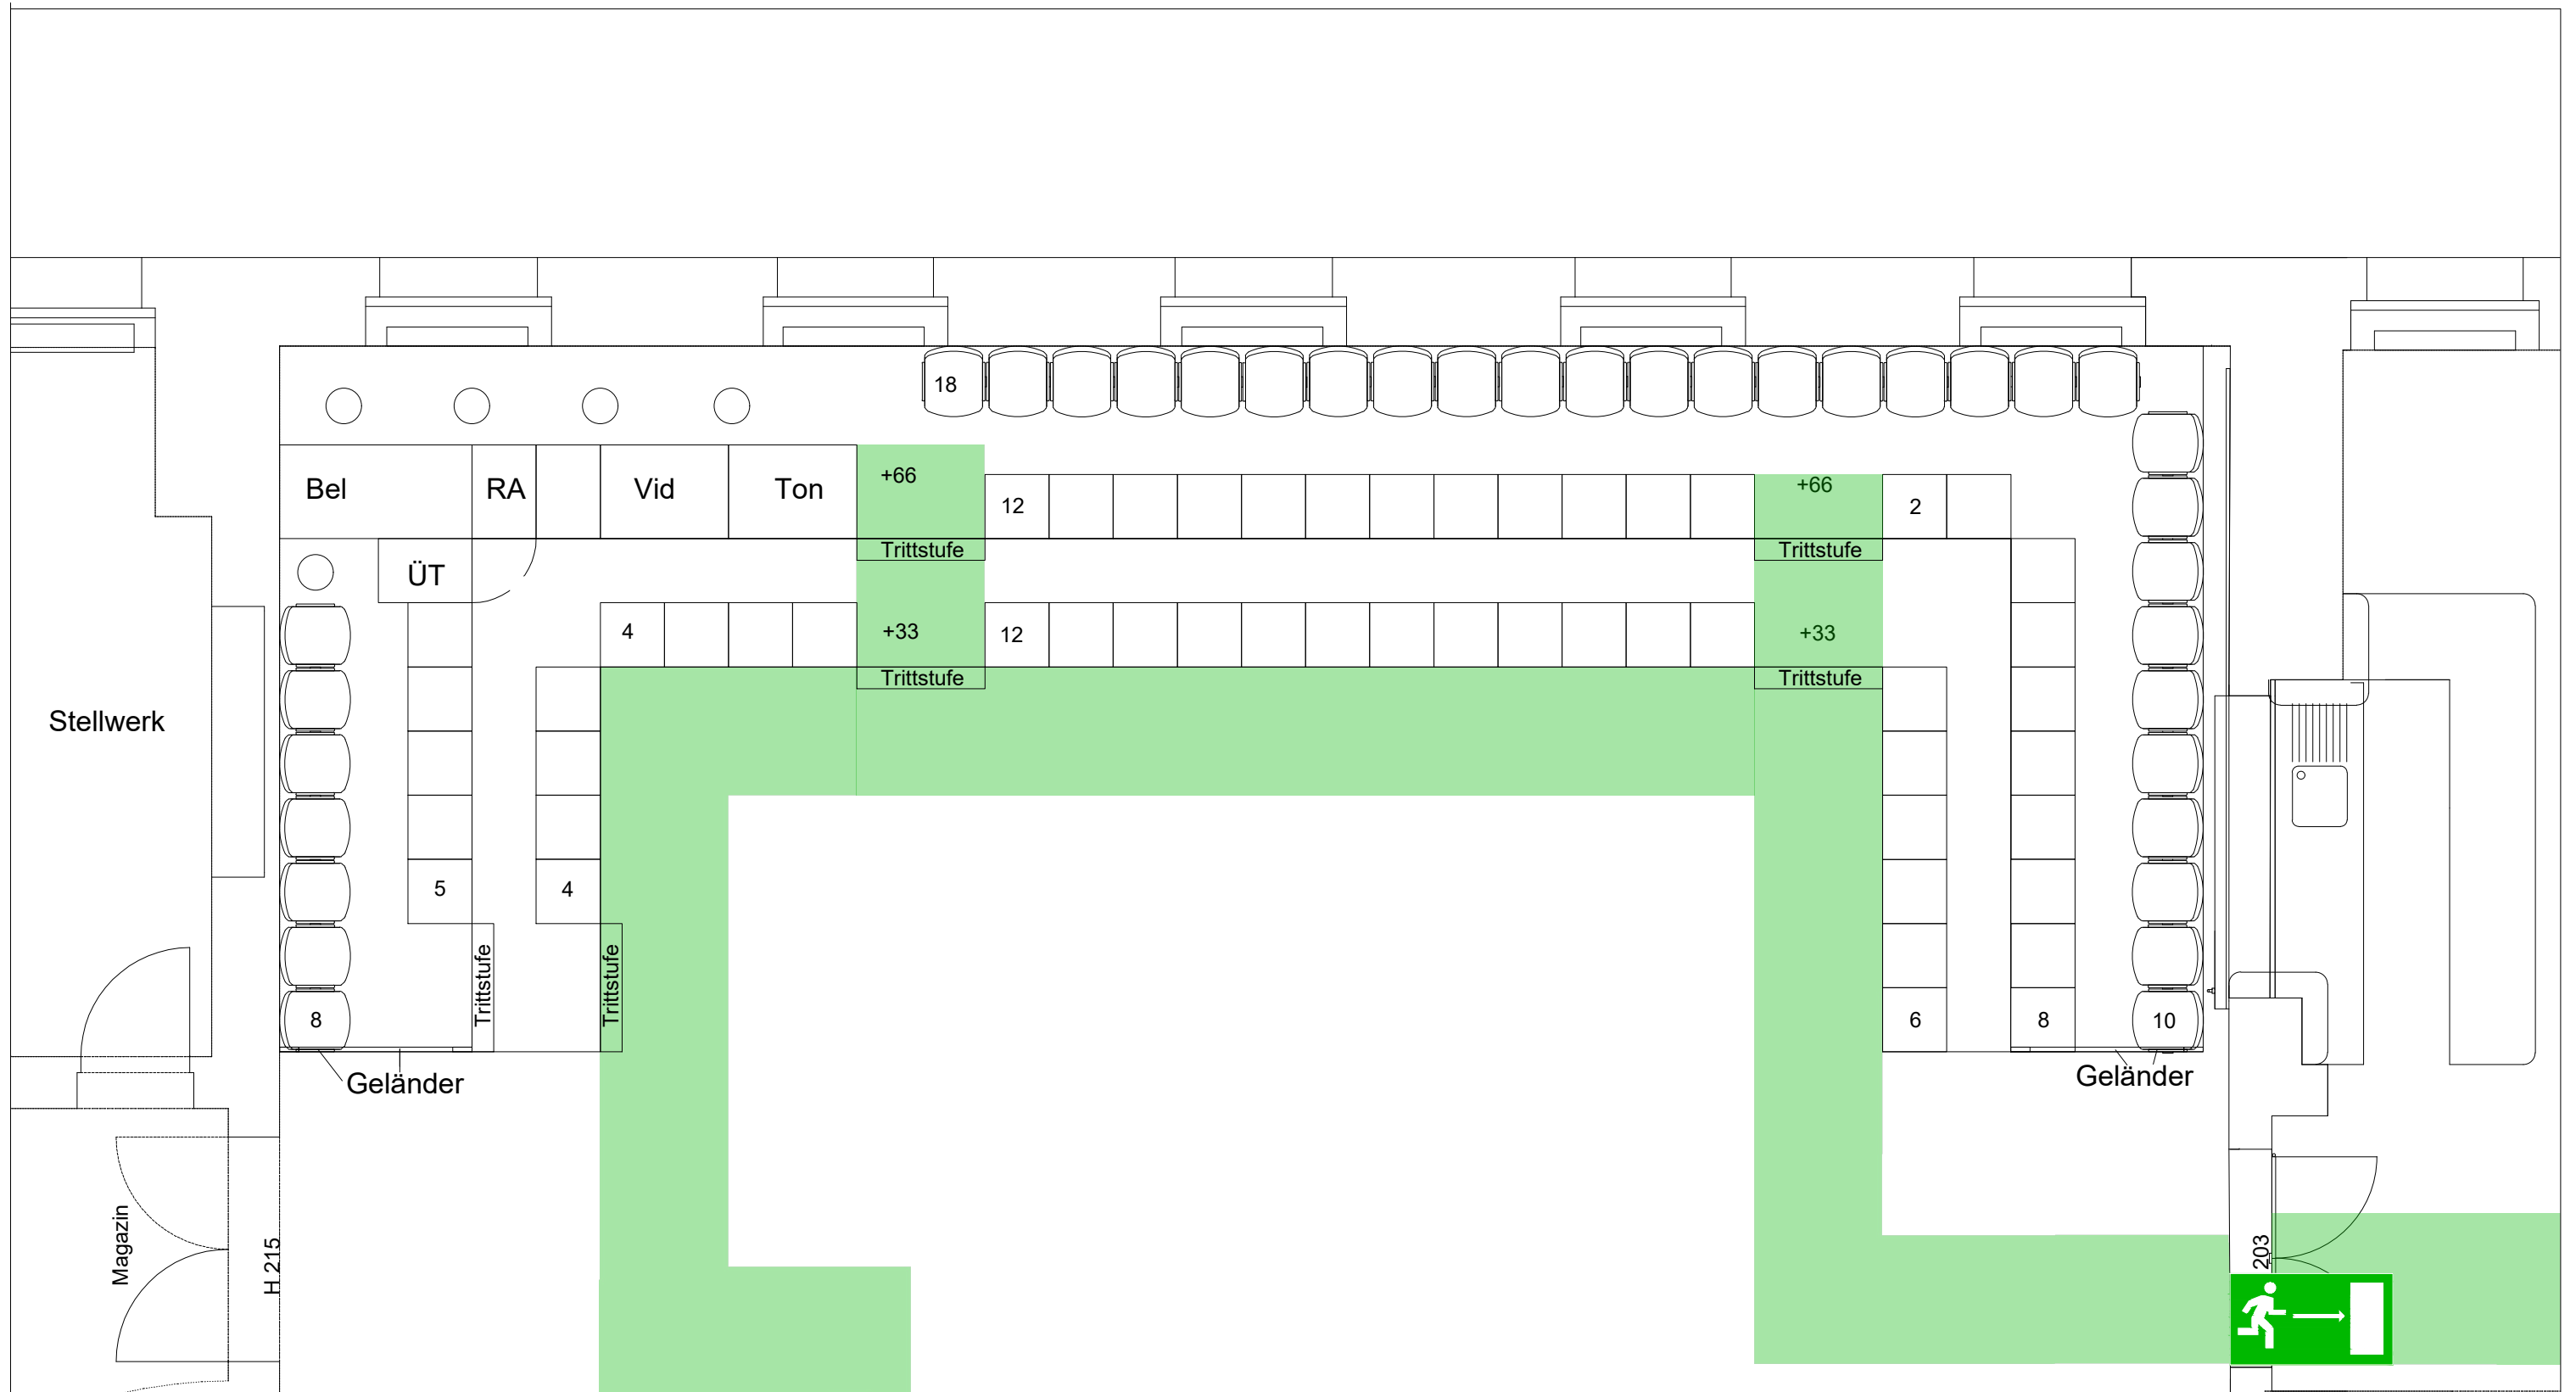 18
Bel
RA
Vid
Ton
+66
12
+66
2
Trittstufe
Trittstufe
ÜT
4
+33
12
+33
Trittstufe
Trittstufe
Stellwerk
5
4
Trittstufe
Trittstufe
8
6
8
10
Geländer
Geländer
Magazin
H 215
203